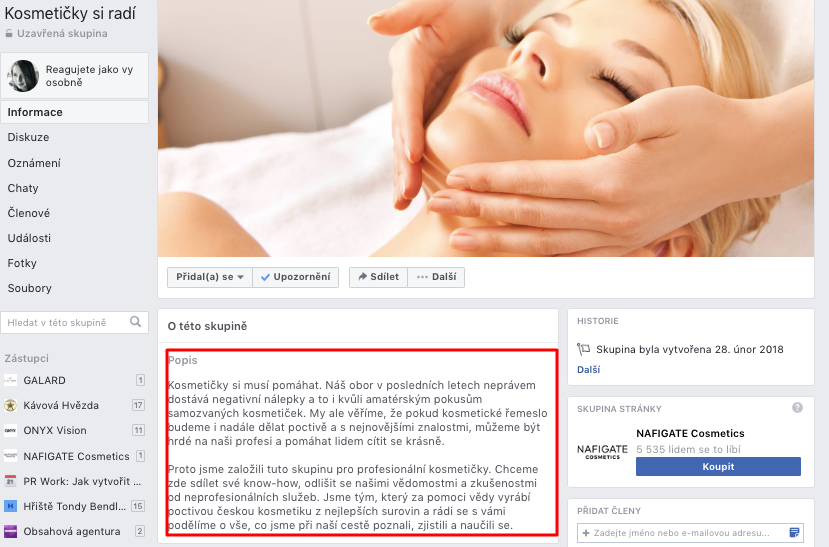 Kosmetičky si radí
Uzavřená skupina
Reagujete jako vy
osobně
Informace
Diskuze
Oznámení
Chaty
Členové
Události
Fotky
Soubory
Hledat v této skupině
Zástupci
GALARD 1
Kávová Hvězda 17
ONYX Vision 11
NAFIGATE Cosmetics 1
PR Work: Jak vytvořit ...
Hřiště Tondy Bendl... 15
Obsahová agentura 2
Přidal(a) se
Upozornění
Sdílet
Další
O této skupině
Popis
Kosmetičky si musí pomáhat. Náš obor v posledních letech neprávem
dostává negativní nálepky a to i kvůli amatérským pokusům
samozvaných kosmetiček. My ale věříme, že pokud kosmetické řemeslo
budeme i nadále dělat poctivě a s nejnovějšími znalostmi, můžeme být
hrdé na naši profesi a pomáhat lidem cítit se krásně.
Proto jsme založili tuto skupinu pro profesionální kosmetičky. Chceme
zde sdílet své know-how, odlišit se našimi vědomostmi a zkušenostmi
od neprofesionálních služeb. Jsme tým, který za pomoci vědy vyrábí
poctivou českou kosmetiku z nejlepších surovin a rádi se s vámi
podělíme o vše, co jsme při naší cestě poznali, zjistili a naučili se.
HISTORIE
Skupina byla vytvořena 28. únor 2018
Další
SKUPINA STRÁNKY
NAFIGATE
COSMETICS
NAFIGATE Cosmetics
5 535 lidem se to líbí
Koupit
PŘIDAT ČLENY
+ Zadejte jméno nebo e-mailovou adresu...